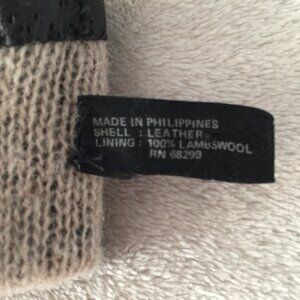 MADE IN PHILIPPINES
SHELL : LEATHER
LINING : 100% LAMBSWOOL
RN 68299